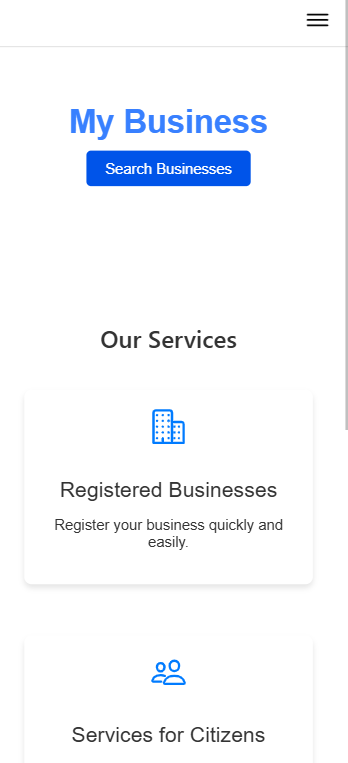 My Business
Search Businesses
Our Services
Registered Businesses
Register your business quickly and
easily.
Services for Citizens